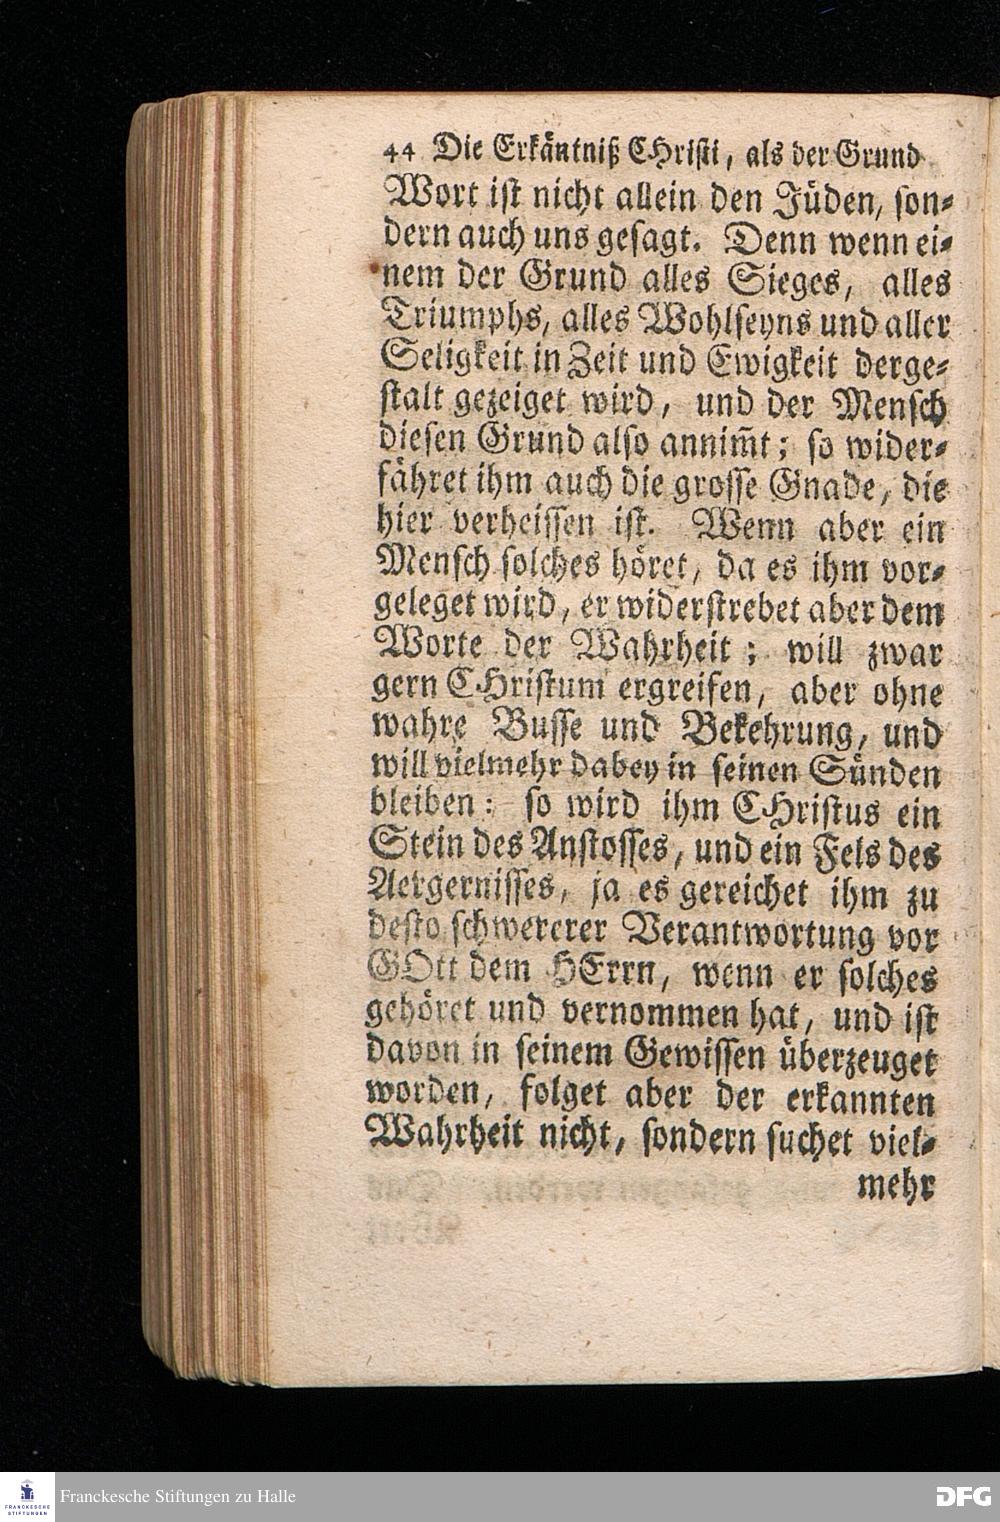 44 Die Erkäntniß CHristi, als der Grund
Wort ist nicht allein den Jüden, son-
dern auch uns gesagt. Denn wenn ei-
nem der Grund alles Sieges, alles
Triumphs, alles Wohlseyns und aller
Seligkeit in Zeit und Ewigkeit derge-
stalt gezeiget wird, und der Mensch
diesen Grund also annim̃t; so wider-
fähret ihm auch die grosse Gnade, die
hier verheissen ist. Wenn aber ein
Mensch solches höret, da es ihm vor-
geleget wird, er widerstrebet aber dem
Worte der Wahrheit; will zwar
gern CHristum ergreifen, aber ohne
wahre Busse und Bekehrung, und
will vielmehr dabey in seinen Sünden
bleiben: so wird ihm CHristus ein
Stein des Anstosses, und ein Fels des
Aergernisses, ja es gereichet ihm zu
desto schwererer Verantwortung vor
GOtt dem HErrn, wenn er solches
gehöret und vernommen hat, und ist
davon in seinem Gewissen überzeuget
worden, folget aber der erkannten
Wahrheit nicht, sondern suchet viel-
mehr
FRANCKESCHE
STIFTUNGEN
Franckesche Stiftungen zu Halle
DFG